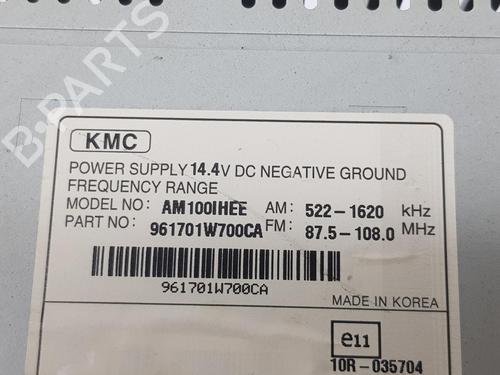 B-PARTS
KMC
POWER SUPPLY 14.4V DC NEGATIVE GROUND
FREQUENCY RANGE
MODEL NO: AM100IHEE AM: 522-1620 kHz
PART NO: 961701W700CA FM: 87.5-108.0 MHz
961701W700CA
MADE IN KOREA
e11
10R-035704